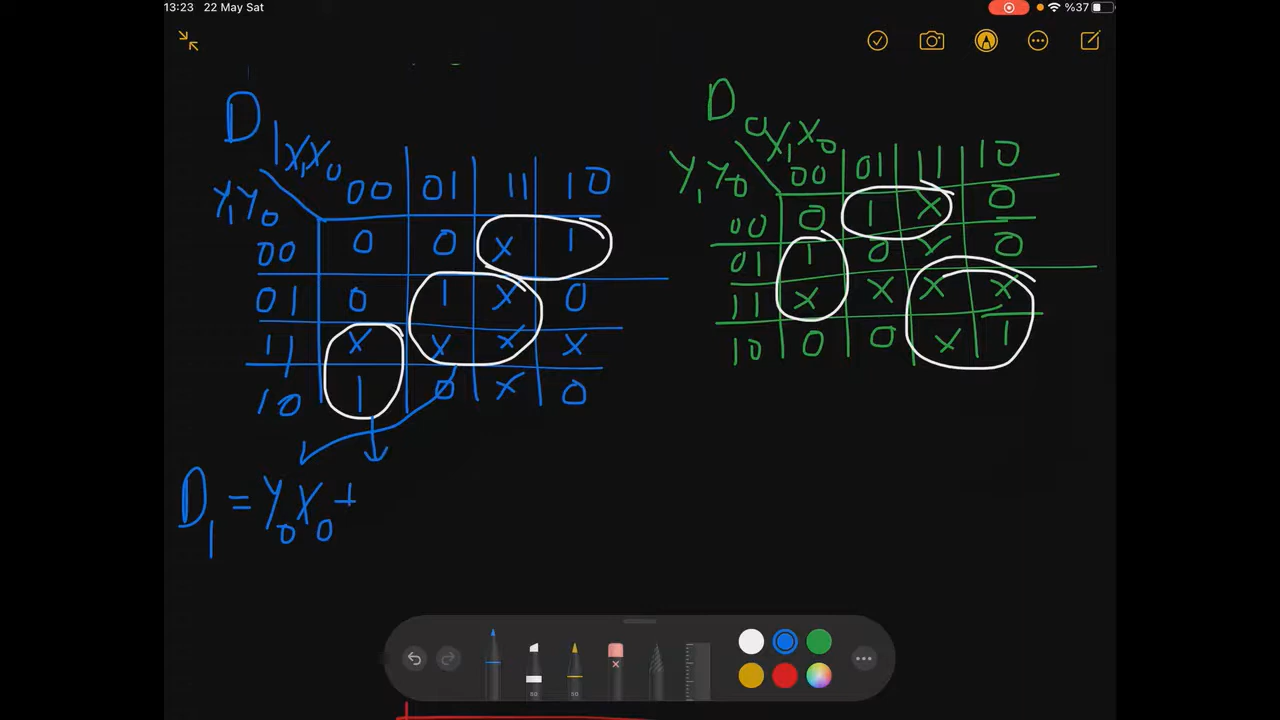 13:23 22 May Sat %37
D1
X1X0
Y1Y0 00 01 11 10
00 0 0 X 1
01 0 1 X 0
11 X X X X
10 1 0 X 0
D0
X1X0
Y1Y0 00 01 11 10
00 0 1 X 0
01 1 0 X 0
11 X X X X
10 0 0 X 1
D1 = Y0X0 +